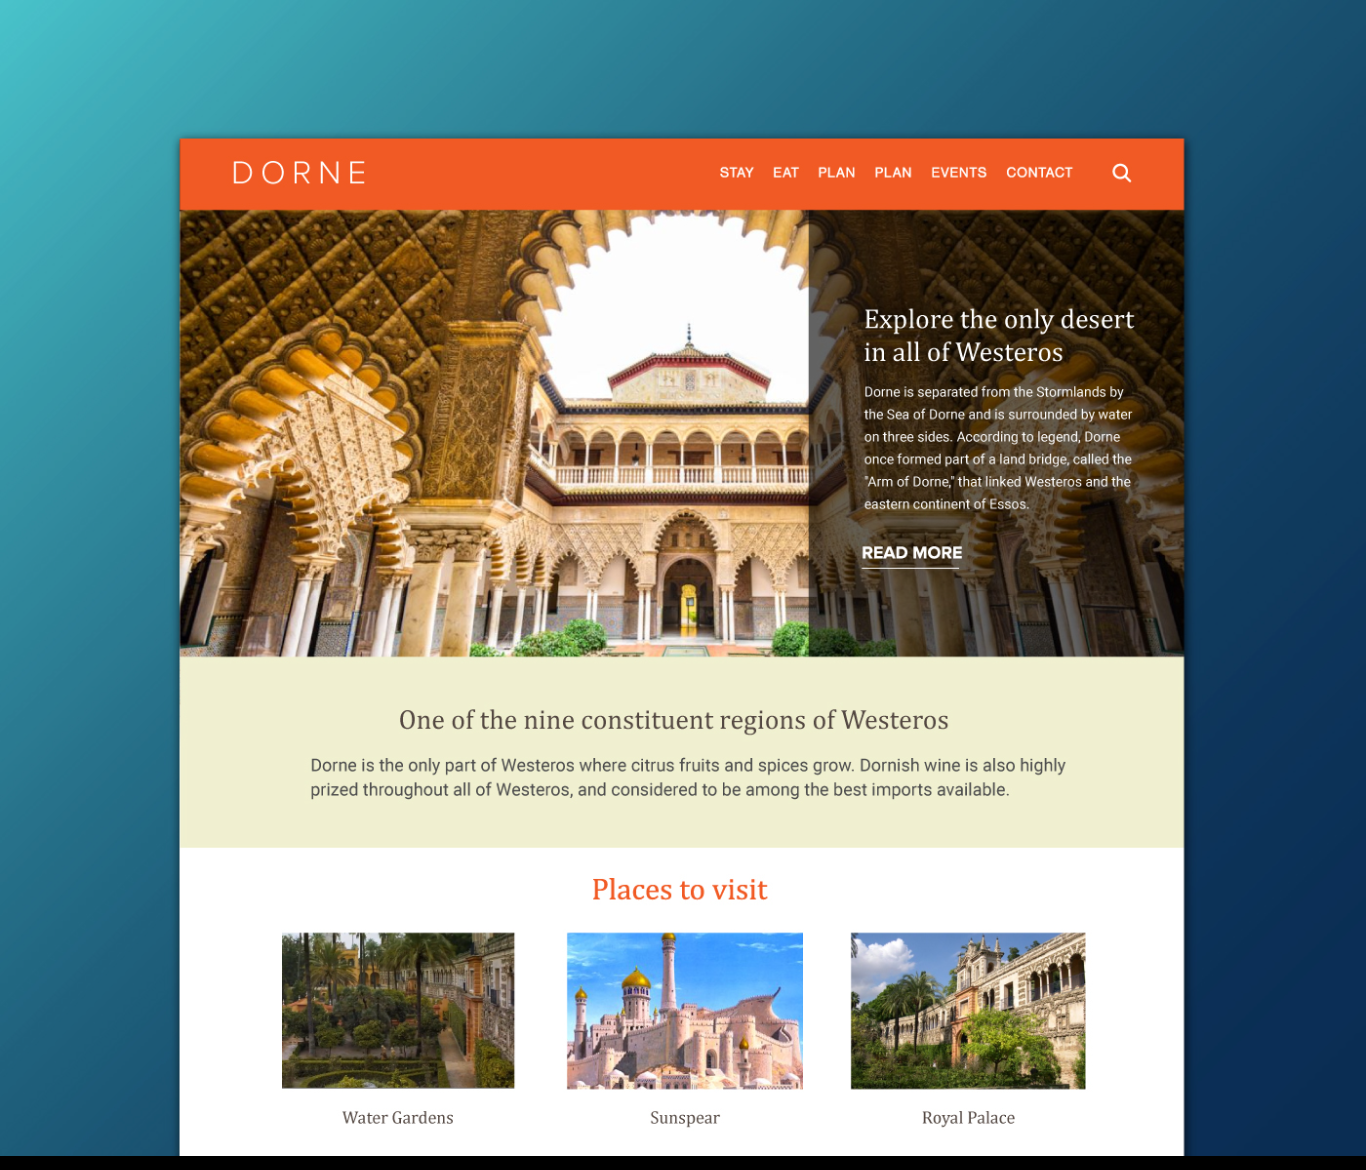 DORNE
STAY EAT PLAN PLAN EVENTS CONTACT
Explore the only desert
in all of Westeros
Dorne is separated from the Stormlands by
the Sea of Dorne and is surrounded by water
on three sides. According to legend, Dorne
once formed part of a land bridge, called the
"Arm of Dorne," that linked Westeros and the
eastern continent of Essos.
READ MORE
One of the nine constituent regions of Westeros
Dorne is the only part of Westeros where citrus fruits and spices grow. Dornish wine is also highly
prized throughout all of Westeros, and considered to be among the best imports available.
Places to visit
Water Gardens
Sunspear
Royal Palace